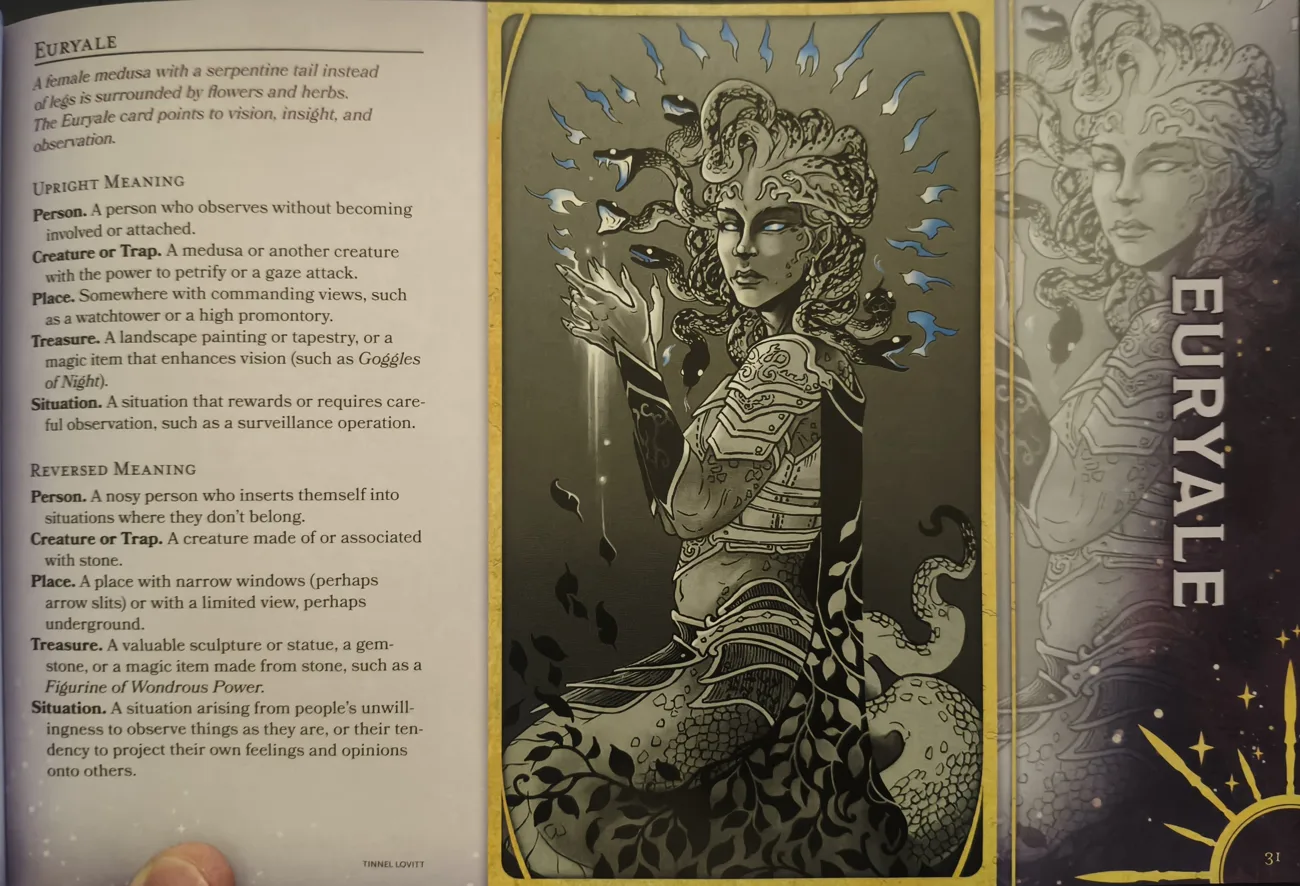 EURYALE
A female medusa with a serpentine tail instead
of legs is surrounded by flowers and herbs.
The Euryale card points to vision, insight, and
observation.
UPRIGHT MEANING
Person. A person who observes without becoming
involved or attached.
Creature or Trap. A medusa or another creature
with the power to petrify or a gaze attack.
Place. Somewhere with commanding views, such
as a watchtower or a high promontory.
Treasure. A landscape painting or tapestry, or a
magic item that enhances vision (such as Goggles
of Night).
Situation. A situation that rewards or requires care-
ful observation, such as a surveillance operation.
REVERSED MEANING
Person. A nosy person who inserts themself into
situations where they don't belong.
Creature or Trap. A creature made of or associated
with stone.
Place. A place with narrow windows (perhaps
arrow slits) or with a limited view, perhaps
underground.
Treasure. A valuable sculpture or statue, a gem-
stone, or a magic item made from stone, such as a
Figurine of Wondrous Power.
Situation. A situation arising from people's unwill-
ingness to observe things as they are, or their ten-
dency to project their own feelings and opinions
onto others.
TINNEL LOVITT
EURYALE
31